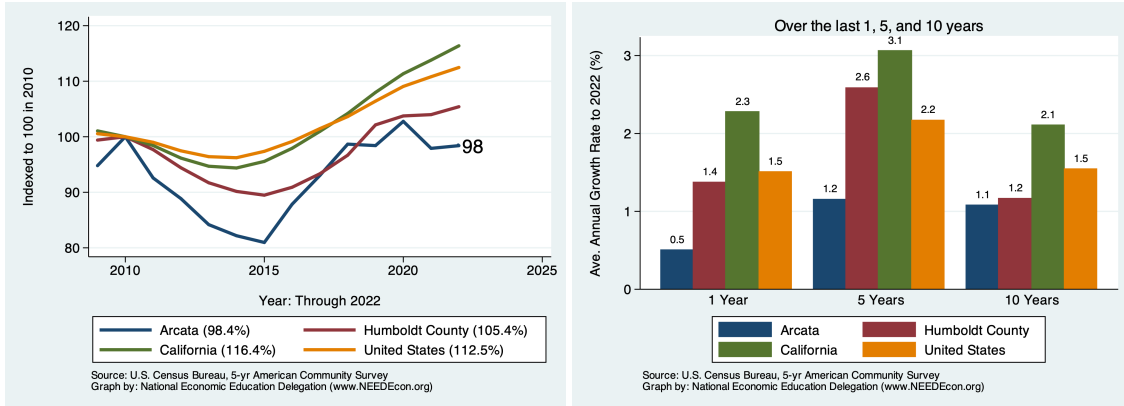 120
110
100
90
80
Indexed to 100 in 2010
98
2010 2015 2020 2025
Year: Through 2022
Arcata (98.4%) Humboldt County (105.4%)
California (116.4%) United States (112.5%)
Source: U.S. Census Bureau, 5-yr American Community Survey
Graph by: National Economic Education Delegation (www.NEEDEcon.org)
Over the last 1, 5, and 10 years
3
2
1
0
Ave. Annual Growth Rate to 2022 (%)
0.5 1.4 2.3 1.5
1.2 2.6 3.1 2.2
1.1 1.2 2.1 1.5
1 Year 5 Years 10 Years
Arcata Humboldt County
California United States
Source: U.S. Census Bureau, 5-yr American Community Survey
Graph by: National Economic Education Delegation (www.NEEDEcon.org)